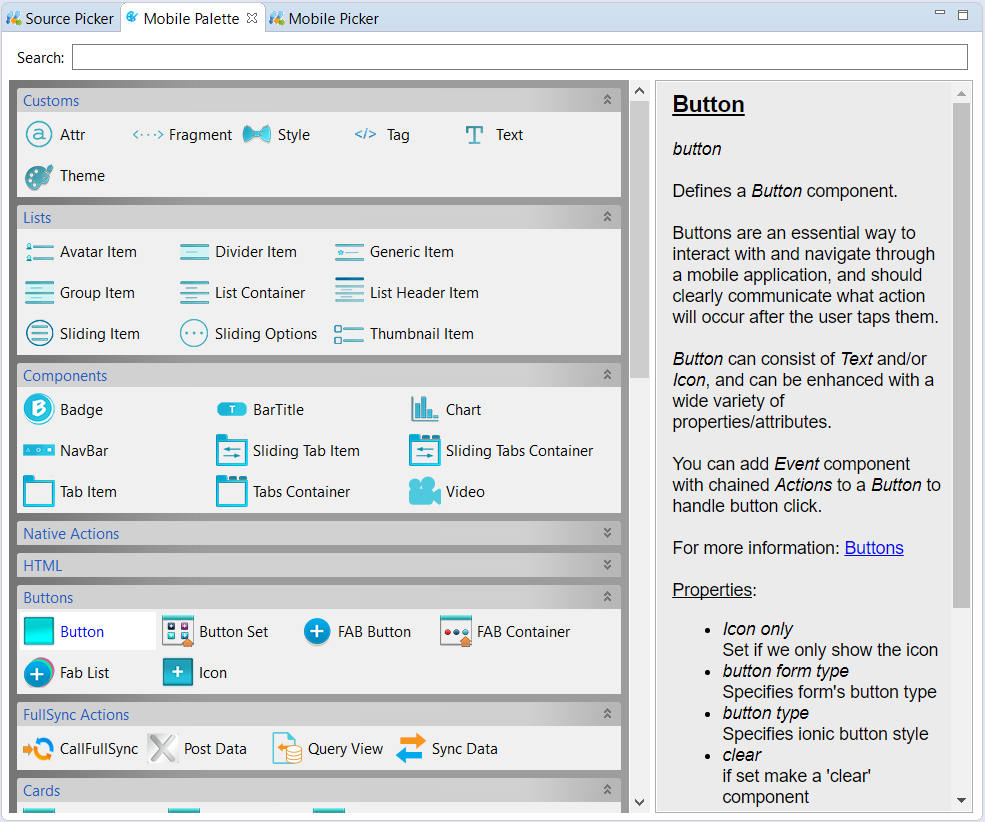 Source Picker Mobile Palette Mobile Picker
Search:
Customs
Attr Fragment Style Tag Text
Theme
Lists
Avatar Item Divider Item Generic Item
Group Item List Container List Header Item
Sliding Item Sliding Options Thumbnail Item
Components
Badge BarTitle Chart
NavBar Sliding Tab Item Sliding Tabs Container
Tab Item Tabs Container Video
Native Actions
HTML
Buttons
Button Button Set FAB Button FAB Container
Fab List Icon
FullSync Actions
CallFullSync Post Data Query View Sync Data
Cards
Button
button
Defines a Button component.
Buttons are an essential way to
interact with and navigate through
a mobile application, and should
clearly communicate what action
will occur after the user taps them.
Button can consist of Text and/or
Icon, and can be enhanced with a
wide variety of
properties/attributes.
You can add Event component
with chained Actions to a Button to
handle button click.
For more information: Buttons
Properties:
• Icon only
Set if we only show the icon
• button form type
Specifies form's button type
• button type
Specifies ionic button style
• clear
if set make a 'clear'
component